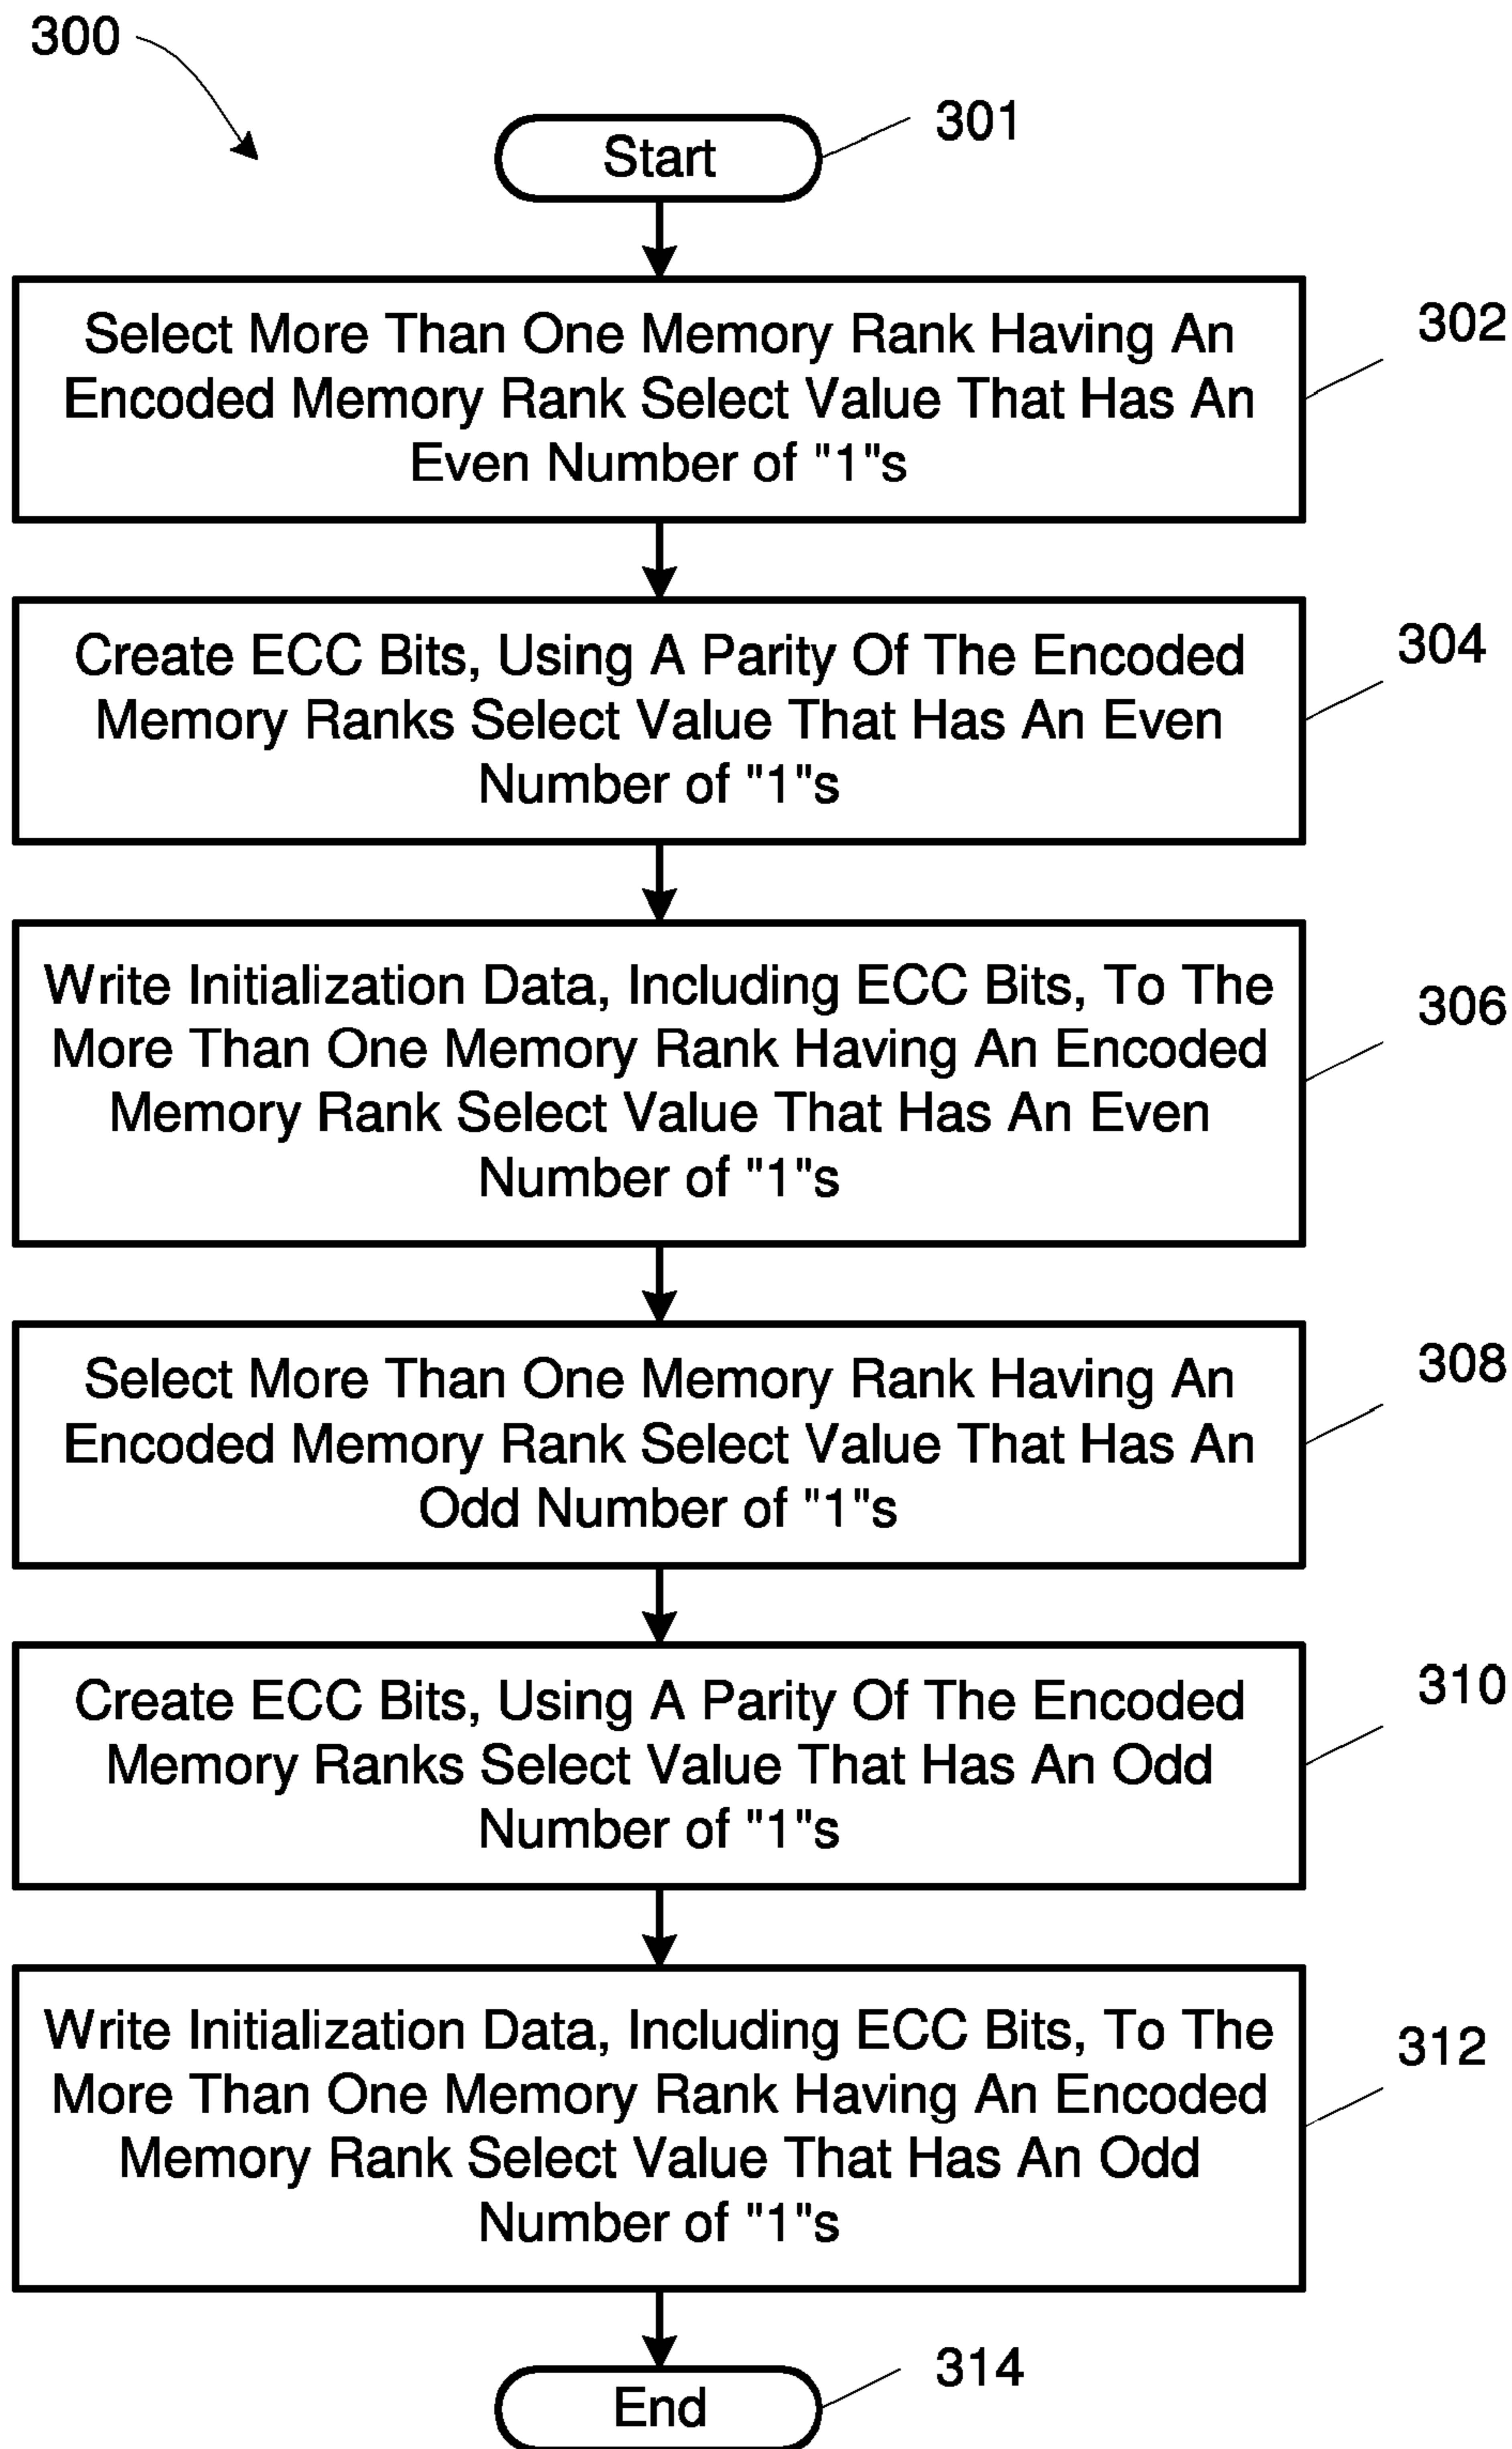 300
301
Start
Select More Than One Memory Rank Having An
Encoded Memory Rank Select Value That Has An
Even Number of "1"s
302
Create ECC Bits, Using A Parity Of The Encoded
Memory Ranks Select Value That Has An Even
Number of "1"s
304
Write Initialization Data, Including ECC Bits, To The
More Than One Memory Rank Having An Encoded
Memory Rank Select Value That Has An Even
Number of "1"s
306
Select More Than One Memory Rank Having An
Encoded Memory Rank Select Value That Has An
Odd Number of "1"s
308
Create ECC Bits, Using A Parity Of The Encoded
Memory Ranks Select Value That Has An Odd
Number of "1"s
310
Write Initialization Data, Including ECC Bits, To The
More Than One Memory Rank Having An Encoded
Memory Rank Select Value That Has An Odd
Number of "1"s
312
314
End